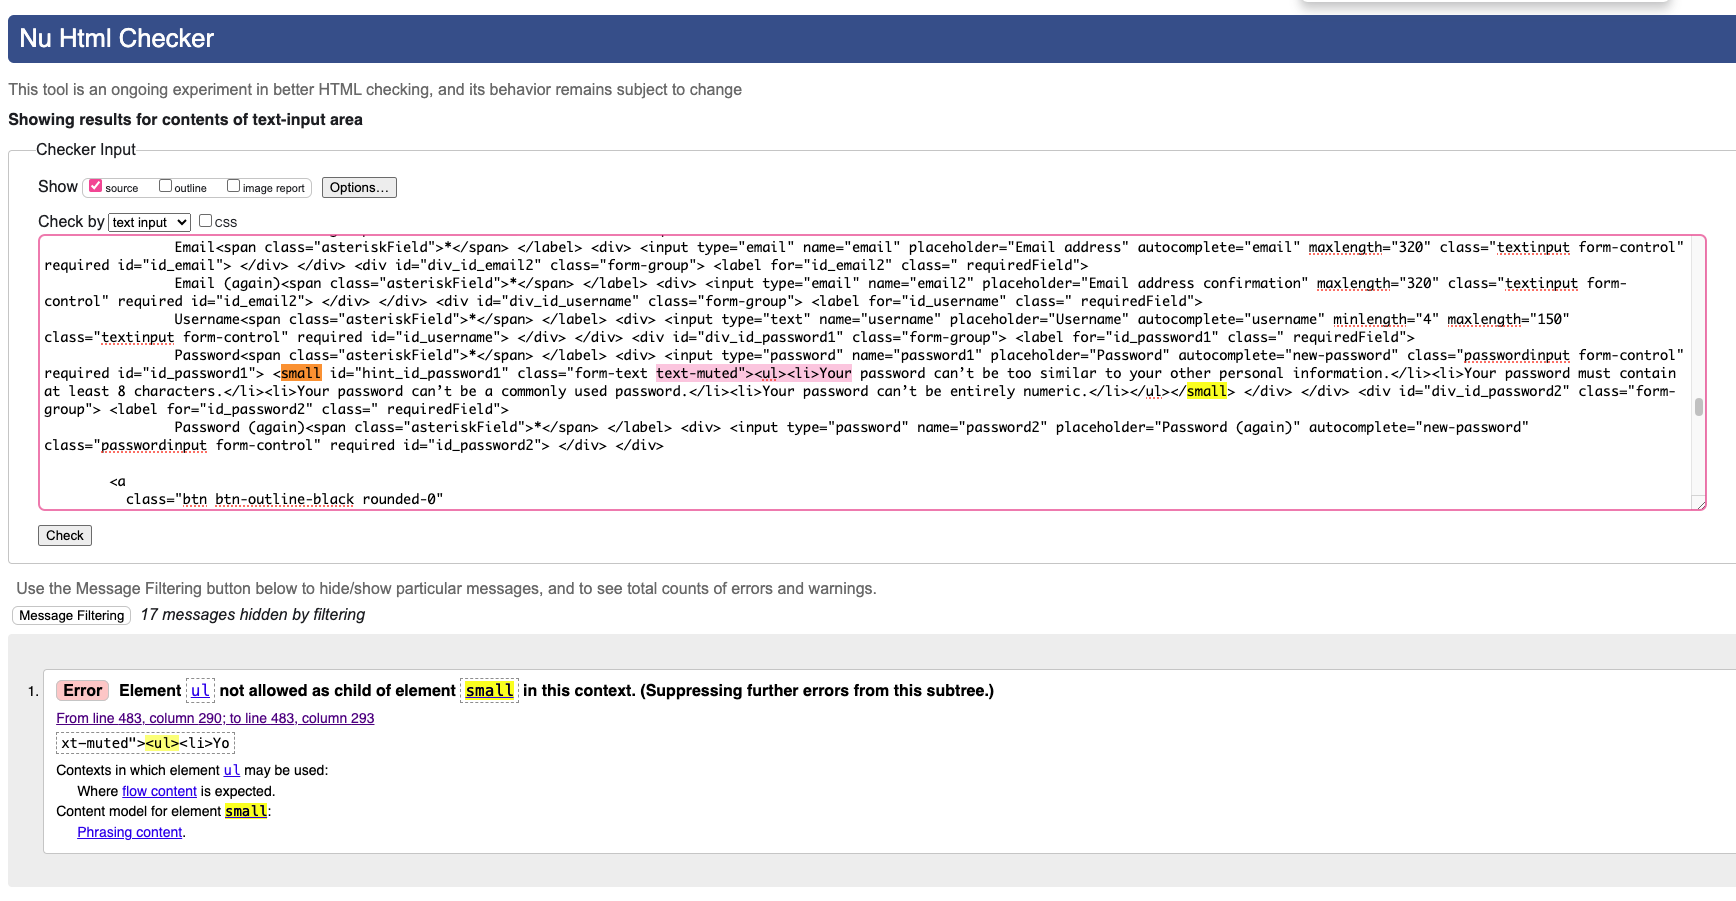 Nu Html Checker
This tool is an ongoing experiment in better HTML checking, and its behavior remains subject to change
Showing results for contents of text-input area
Checker Input
Show source outline image report Options...
Check by text input css
Email<span class="asteriskField">*</span> </label> <div> <input type="email" name="email" placeholder="Email address" autocomplete="email" maxlength="320" class="textinput form-control"
required id="id_email"> </div> </div> <div id="div_id_email2" class="form-group"> <label for="id_email2" class=" requiredField">
Email (again)<span class="asteriskField">*</span> </label> <div> <input type="email" name="email2" placeholder="Email address confirmation" maxlength="320" class="textinput form-
control" required id="id_email2"> </div> </div> <div id="div_id_username" class="form-group"> <label for="id_username" class=" requiredField">
Username<span class="asteriskField">*</span> </label> <div> <input type="text" name="username" placeholder="Username" autocomplete="username" minlength="4" maxlength="150"
class="textinput form-control" required id="id_username"> </div> </div> <div id="div_id_password1" class="form-group"> <label for="id_password1" class=" requiredField">
Password<span class="asteriskField">*</span> </label> <div> <input type="password" name="password1" placeholder="Password" autocomplete="new-password" class="passwordinput form-control"
required id="id_password1"> <small id="hint_id_password1" class="form-text text-muted"><ul><li>Your password can’t be too similar to your other personal information.</li><li>Your password must contain
at least 8 characters.</li><li>Your password can’t be a commonly used password.</li><li>Your password can’t be entirely numeric.</li></ul></small> </div> </div> <div id="div_id_password2" class="form-
group"> <label for="id_password2" class=" requiredField">
Password (again)<span class="asteriskField">*</span> </label> <div> <input type="password" name="password2" placeholder="Password (again)" autocomplete="new-password"
class="passwordinput form-control" required id="id_password2"> </div> </div>
<a
class="btn btn-outline-black rounded-0"
Check
Use the Message Filtering button below to hide/show particular messages, and to see total counts of errors and warnings.
Message Filtering 17 messages hidden by filtering
1. Error Element ul not allowed as child of element small in this context. (Suppressing further errors from this subtree.)
From line 483, column 290; to line 483, column 293
xt-muted"><ul><li>Yo
Contexts in which element ul may be used:
Where flow content is expected.
Content model for element small:
Phrasing content.